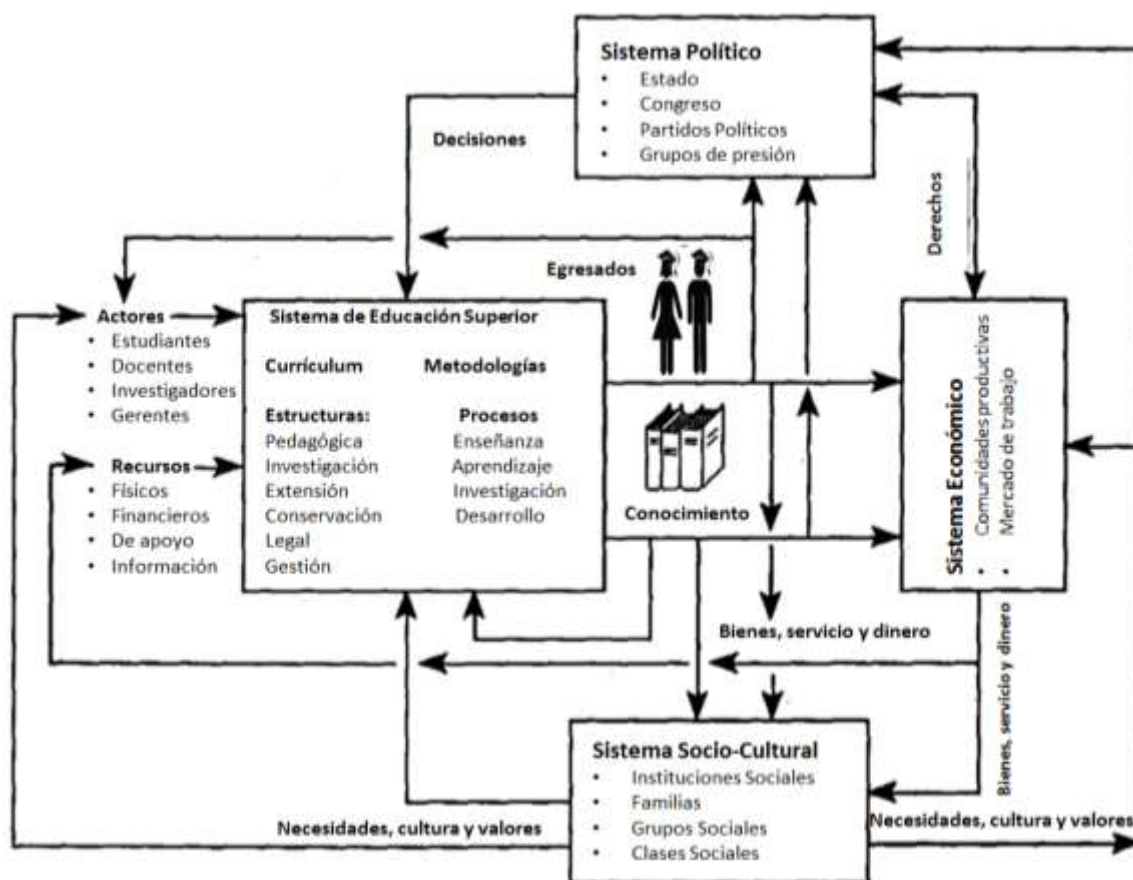 Sistema Político
• Estado
• Congreso
• Partidos Políticos
• Grupos de presión
Decisiones
Derechos
Egresados
Actores
• Estudiantes
• Docentes
• Investigadores
• Gerentes
Recursos
• Físicos
• Financieros
• De apoyo
• Información
Sistema de Educación Superior
Currículum
Metodologías
Estructuras:
Pedagógica
Investigación
Extensión
Conservación
Legal
Gestión
Procesos
Enseñanza
Aprendizaje
Investigación
Desarrollo
Conocimiento
Sistema Económico
• Comunidades productivas
• Mercado de trabajo
Bienes, servicio y dinero
Bienes, servicio y dinero
Sistema Socio-Cultural
• Instituciones Sociales
• Familias
• Grupos Sociales
• Clases Sociales
Necesidades, cultura y valores
Necesidades, cultura y valores